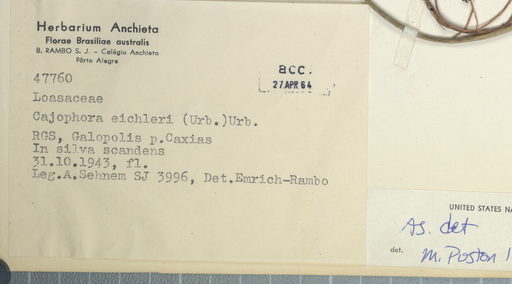 Herbarium Anchieta
Florae Brasiliae australis
B. RAMBO S. J. – Colégio Anchieta
Pôrto Alegre
47760
acc.
27 APR 64
Loasaceae
Cajophora eichleri (Urb.)Urb.
RGS, Galopolis p.Caxias
In silva scandens
31.10.1943, fl.
Leg.A.Sehnem SJ 3996, Det.Emrich-Rambo
UNITED STATES
As. det
det. M. Poston